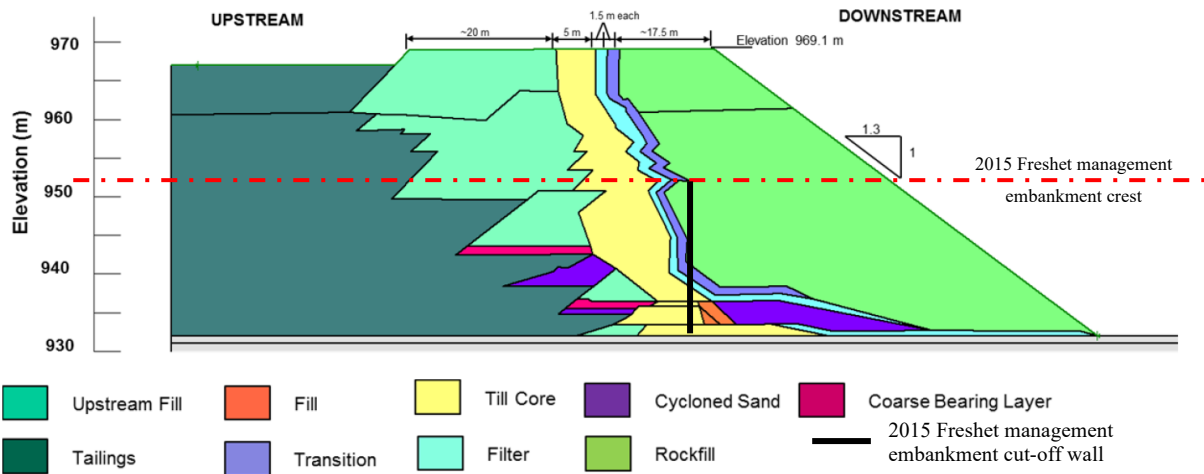 UPSTREAM
DOWNSTREAM
1.5 m each
~20 m
5 m
~17.5 m
Elevation 969.1 m
Elevation (m)
970
960
950
940
930
1.3
1
2015 Freshet management
embankment crest
Upstream Fill
Fill
Till Core
Cycloned Sand
Coarse Bearing Layer
Tailings
Transition
Filter
Rockfill
2015 Freshet management
embankment cut-off wall